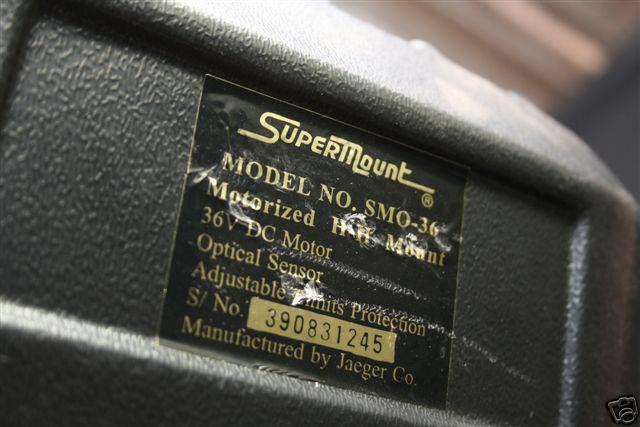 SUPERMOUNT ®
MODEL NO. SMO-36
Motorized H-H Mount
36V DC Motor
Optical Sensor
Adjustable Limits Protection
S/ No. 390831245
Manufactured by Jaeger Co.